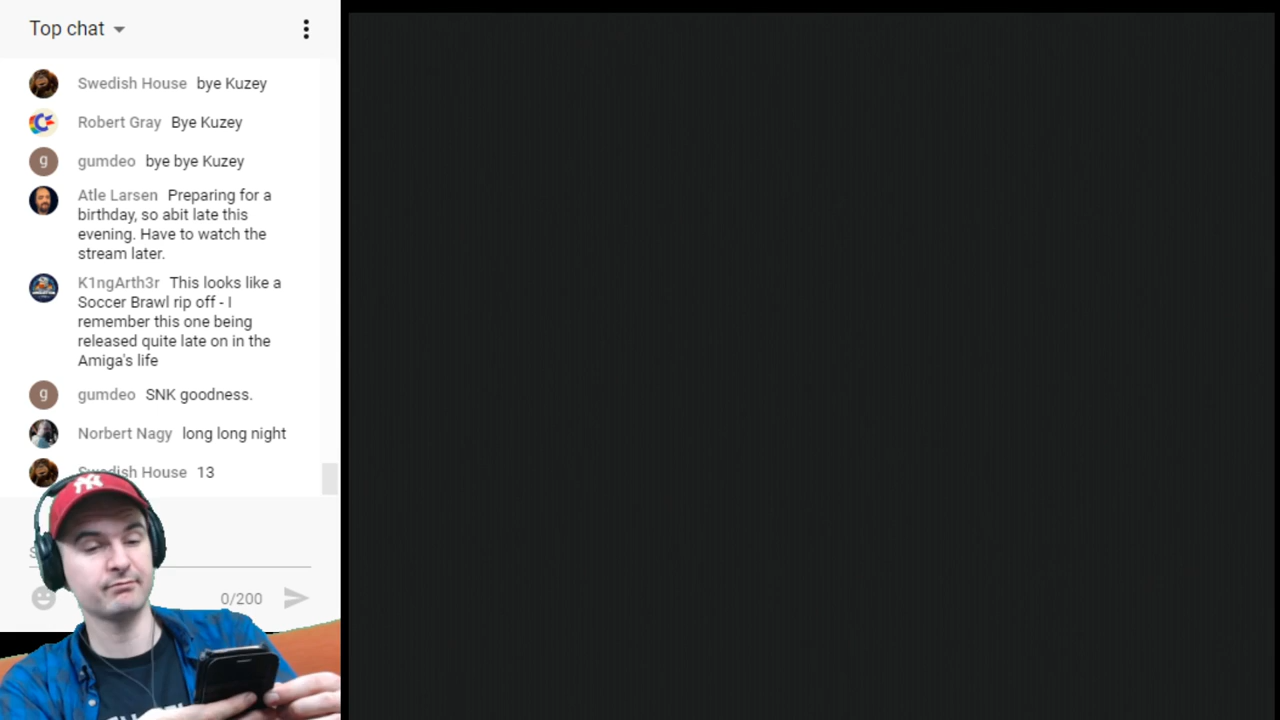 Top chat
Swedish House bye Kuzey
Robert Gray Bye Kuzey
g gumdeo bye bye Kuzey
Atle Larsen Preparing for a
birthday, so abit late this
evening. Have to watch the
stream later.
K1ngArth3r This looks like a
Soccer Brawl rip off - I
remember this one being
released quite late on in the
Amiga's life
g gumdeo SNK goodness.
Norbert Nagy long long night
Swedish House 13
0/200